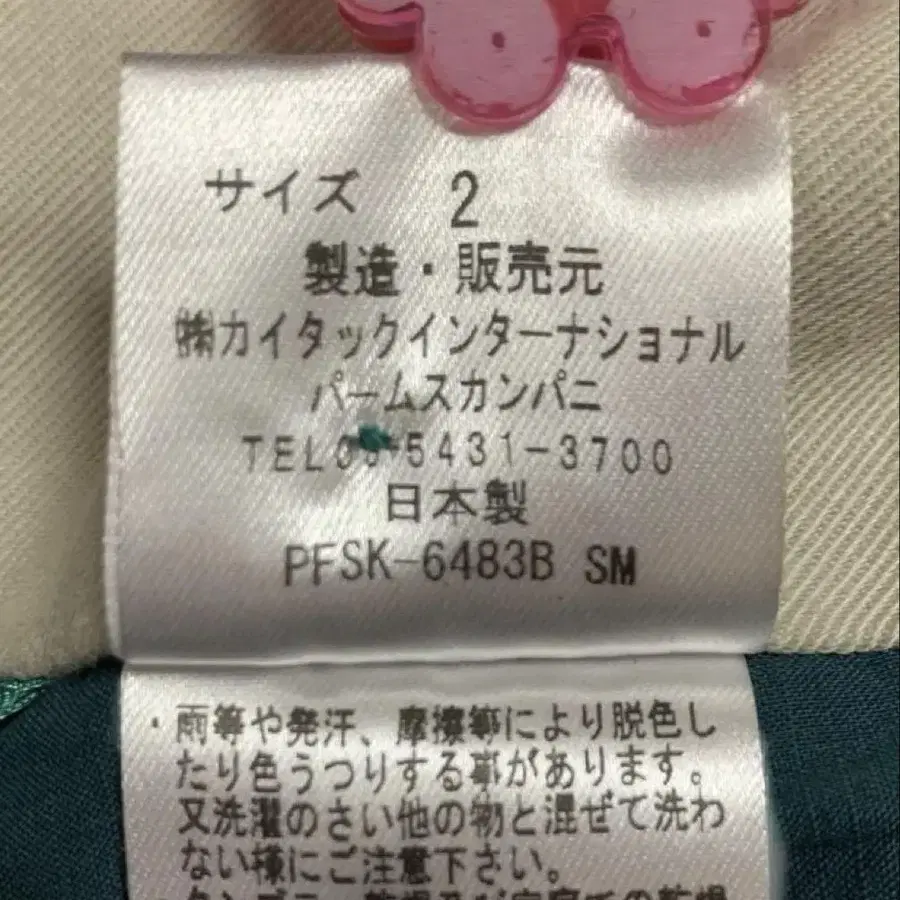 サイズ 2
製造・販売元
㈱カイタックインターナショナル
パームスカンパニ
TEL03-5431-3700
日本製
PFSK-6483B SM
・雨等や発汗、摩擦等により脱色し
たり色うつりする事があります。
又洗濯のさい他の物と混ぜて洗わ
ない様にご注意下さい。